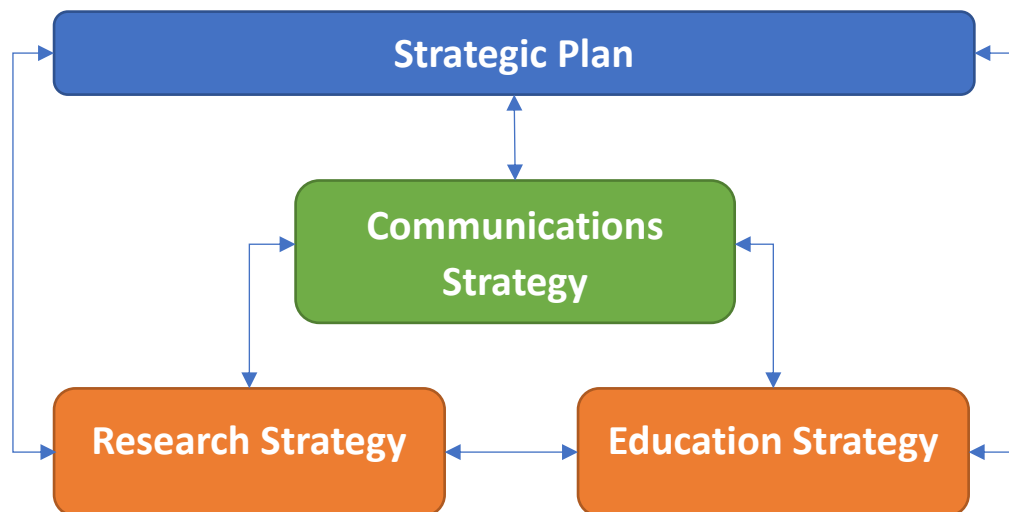 Strategic Plan
Communications
Strategy
Research Strategy
Education Strategy